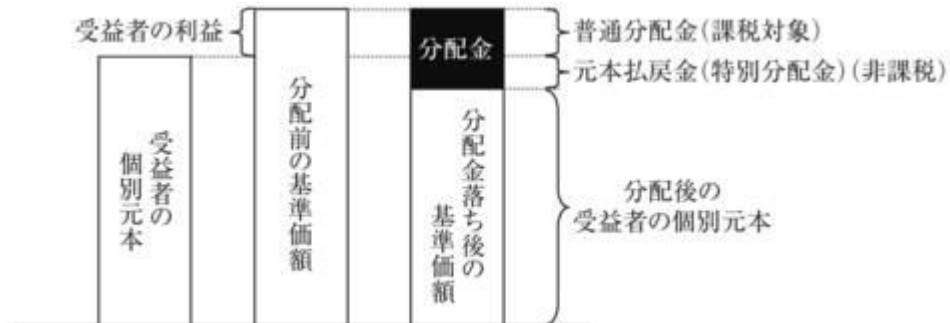 受益者の利益
受益者の
個別元本
分配前の基準価額
分配金
分配金落ち後の
基準価額
普通分配金(課税対象)
元本払戻金(特別分配金)(非課税)
分配後の
受益者の個別元本